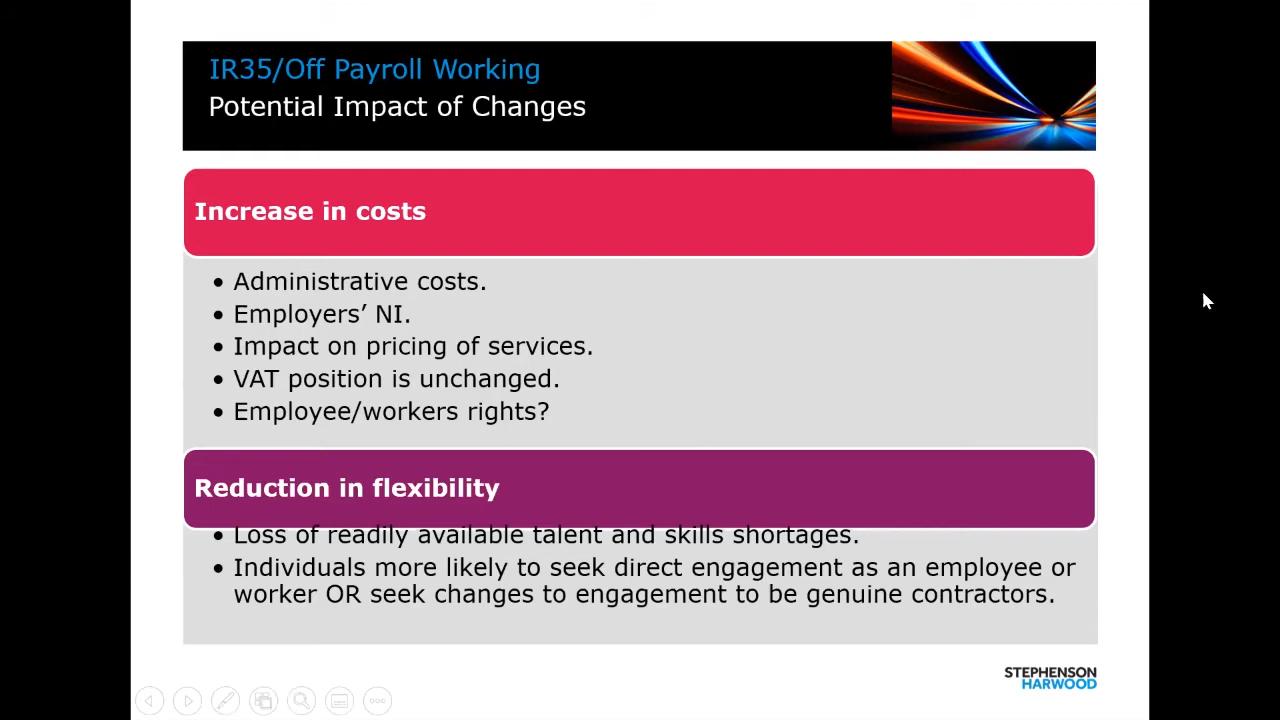 IR35/Off Payroll Working
Potential Impact of Changes
Increase in costs
• Administrative costs.
• Employers’ NI.
• Impact on pricing of services.
• VAT position is unchanged.
• Employee/workers rights?
Reduction in flexibility
• Loss of readily available talent and skills shortages.
• Individuals more likely to seek direct engagement as an employee or
worker OR seek changes to engagement to be genuine contractors.
STEPHENSON
HARWOOD